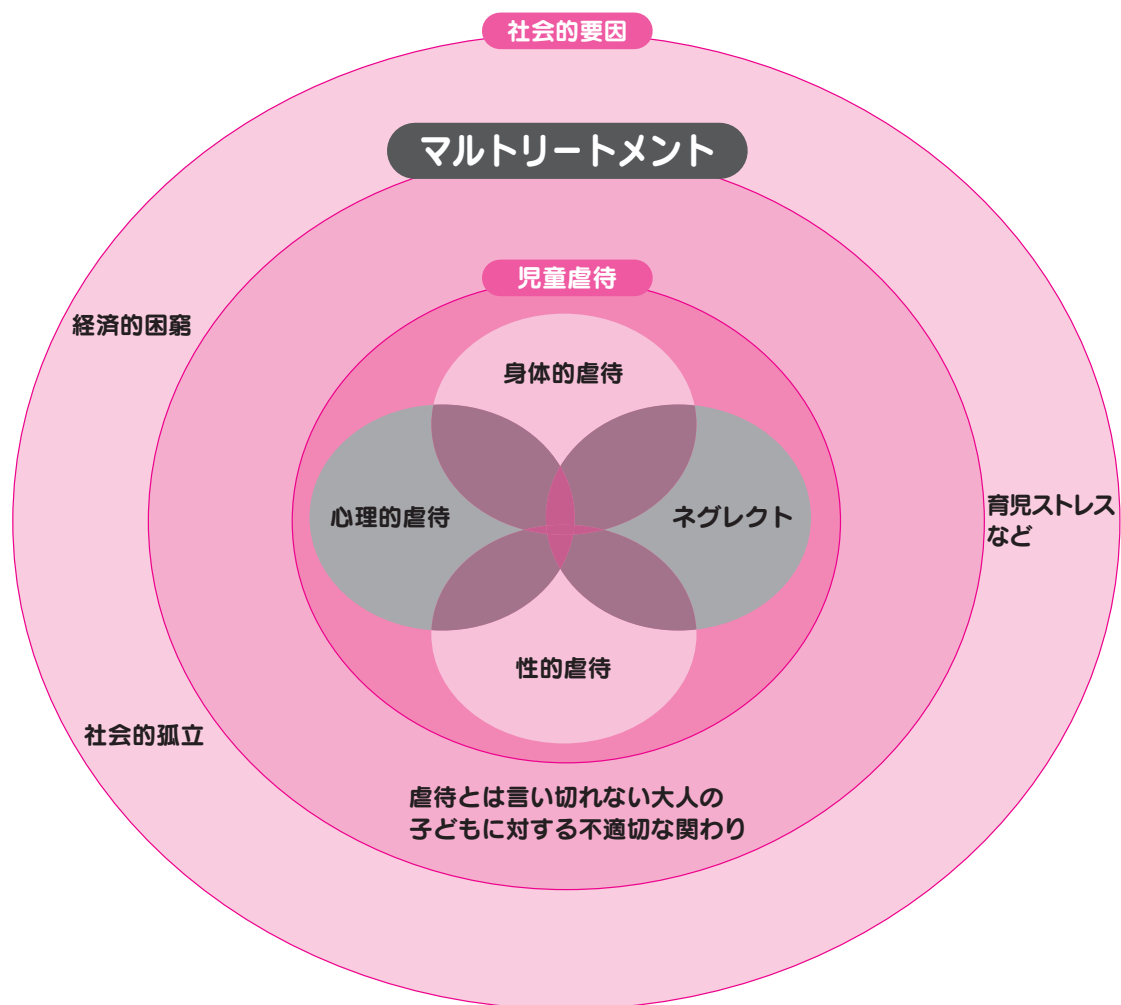 社会的要因
マルトリートメント
児童虐待
経済的困窮
身体的虐待
心理的虐待
ネグレクト
育児ストレス
など
性的虐待
社会的孤立
虐待とは言い切れない大人の
子どもに対する不適切な関わり